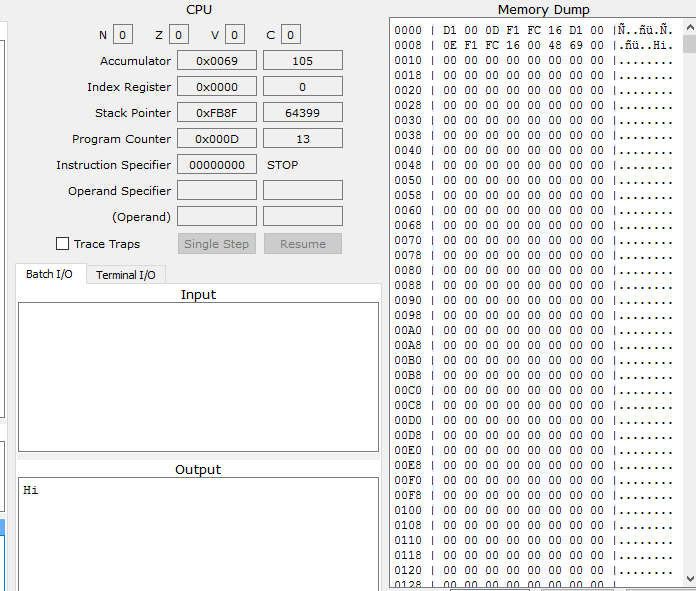 CPU
N 0 Z 0 V 0 C 0
Accumulator 0x0069 105
Index Register 0x0000 0
Stack Pointer 0xFB8F 64399
Program Counter 0x000D 13
Instruction Specifier 00000000 STOP
Operand Specifier
(Operand)
Trace Traps Single Step Resume
Batch I/O Terminal I/O
Input
Output
Hi
Memory Dump
0000 | D1 00 0D F1 FC 16 D1 00 |Ñ..ñü.Ñ.
0008 | 0E F1 FC 16 00 48 69 00 |.ñü..Hi.
0010 | 00 00 00 00 00 00 00 00 |........
0018 | 00 00 00 00 00 00 00 00 |........
0020 | 00 00 00 00 00 00 00 00 |........
0028 | 00 00 00 00 00 00 00 00 |........
0030 | 00 00 00 00 00 00 00 00 |........
0038 | 00 00 00 00 00 00 00 00 |........
0040 | 00 00 00 00 00 00 00 00 |........
0048 | 00 00 00 00 00 00 00 00 |........
0050 | 00 00 00 00 00 00 00 00 |........
0058 | 00 00 00 00 00 00 00 00 |........
0060 | 00 00 00 00 00 00 00 00 |........
0068 | 00 00 00 00 00 00 00 00 |........
0070 | 00 00 00 00 00 00 00 00 |........
0078 | 00 00 00 00 00 00 00 00 |........
0080 | 00 00 00 00 00 00 00 00 |........
0088 | 00 00 00 00 00 00 00 00 |........
0090 | 00 00 00 00 00 00 00 00 |........
0098 | 00 00 00 00 00 00 00 00 |........
00A0 | 00 00 00 00 00 00 00 00 |........
00A8 | 00 00 00 00 00 00 00 00 |........
00B0 | 00 00 00 00 00 00 00 00 |........
00B8 | 00 00 00 00 00 00 00 00 |........
00C0 | 00 00 00 00 00 00 00 00 |........
00C8 | 00 00 00 00 00 00 00 00 |........
00D0 | 00 00 00 00 00 00 00 00 |........
00D8 | 00 00 00 00 00 00 00 00 |........
00E0 | 00 00 00 00 00 00 00 00 |........
00E8 | 00 00 00 00 00 00 00 00 |........
00F0 | 00 00 00 00 00 00 00 00 |........
00F8 | 00 00 00 00 00 00 00 00 |........
0100 | 00 00 00 00 00 00 00 00 |........
0108 | 00 00 00 00 00 00 00 00 |........
0110 | 00 00 00 00 00 00 00 00 |........
0118 | 00 00 00 00 00 00 00 00 |........
0120 | 00 00 00 00 00 00 00 00 |........
0128 | 00 00 00 00 00 00 00 00 |........